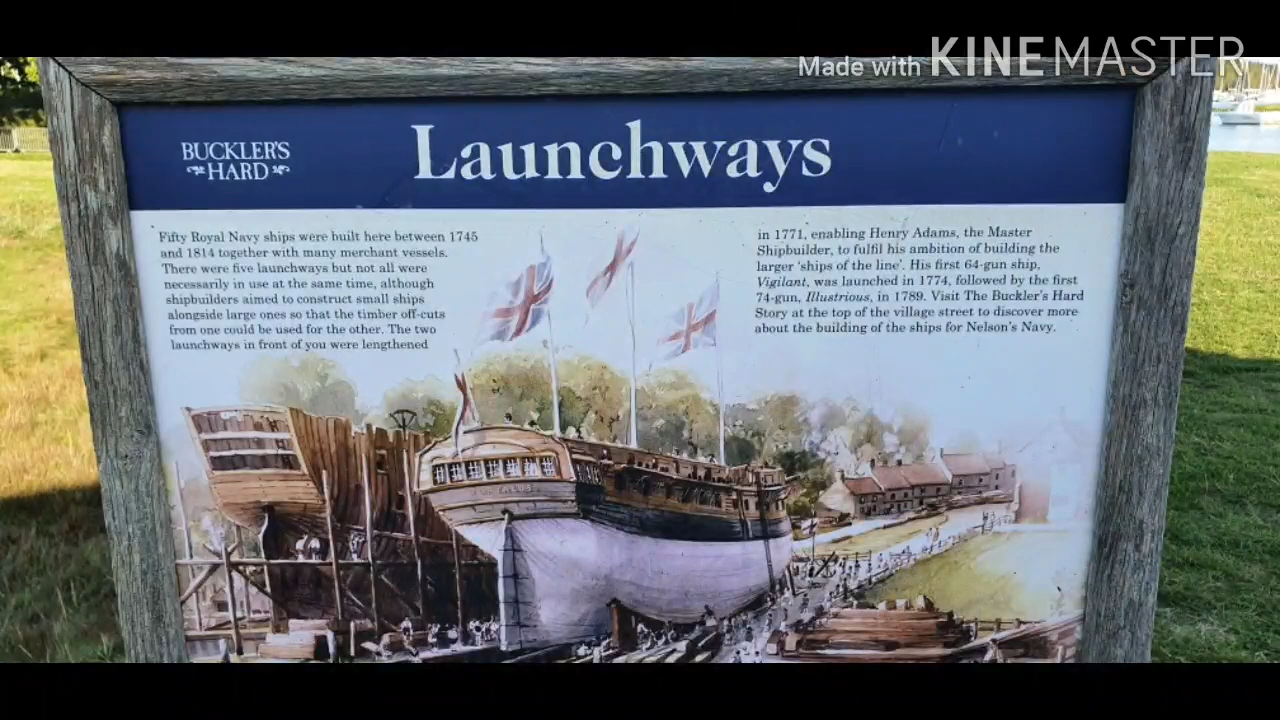 Made with KINEMASTER
BUCKLER'S
HARD
Launchways
Fifty Royal Navy ships were built here between 1745
and 1814 together with many merchant vessels.
There were five launchways but not all were
necessarily in use at the same time, although
shipbuilders aimed to construct small ships
alongside large ones so that the timber off-cuts
from one could be used for the other. The two
launchways in front of you were lengthened
in 1771, enabling Henry Adams, the Master
Shipbuilder, to fulfil his ambition of building the
larger 'ships of the line'. His first 64-gun ship,
Vigilant, was launched in 1774, followed by the first
74-gun, Illustrious, in 1789. Visit The Buckler's Hard
Story at the top of the village street to discover more
about the building of the ships for Nelson's Navy.